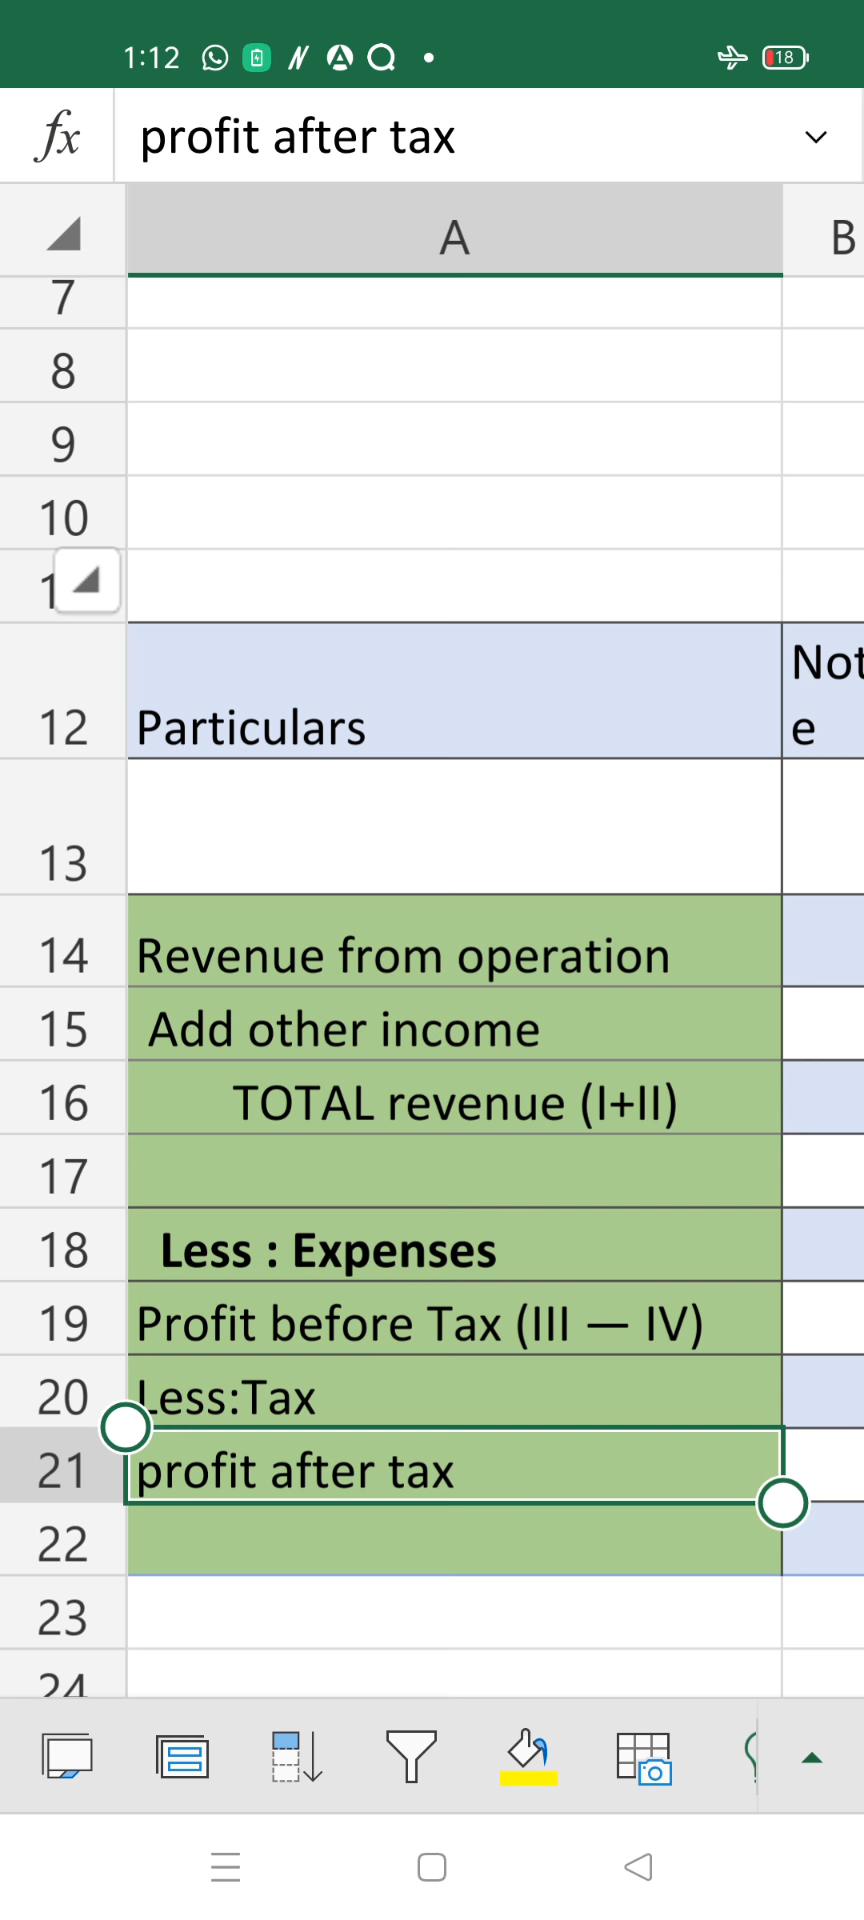 1:12
18
fx profit after tax
A B
7
8
9
10
1
12 Particulars Not
e
13
14 Revenue from operation
15 Add other income
16 TOTAL revenue (I+II)
17
18 Less : Expenses
19 Profit before Tax (III — IV)
20 Less:Tax
21 profit after tax
22
23
24